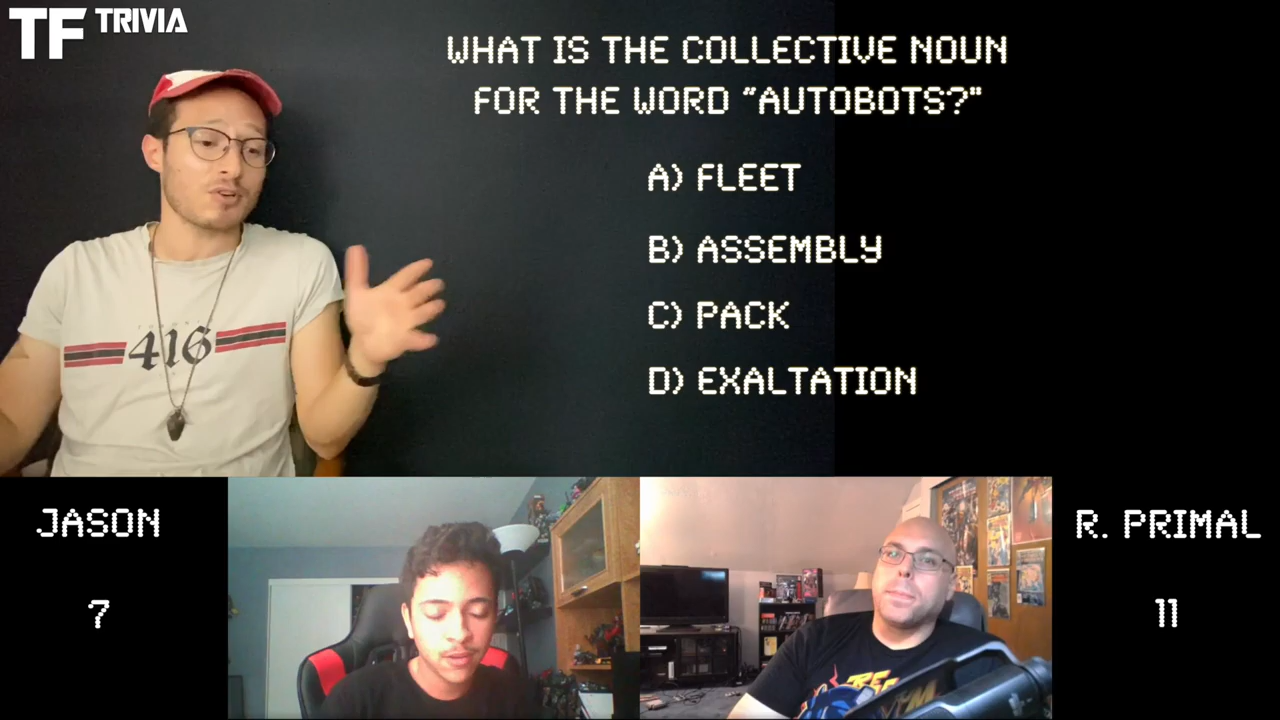 TF TRIVIA
WHAT IS THE COLLECTIVE NOUN
FOR THE WORD "AUTOBOTS?"
A) FLEET
B) ASSEMBLY
C) PACK
D) EXALTATION
416
JASON
7
R. PRIMAL
11